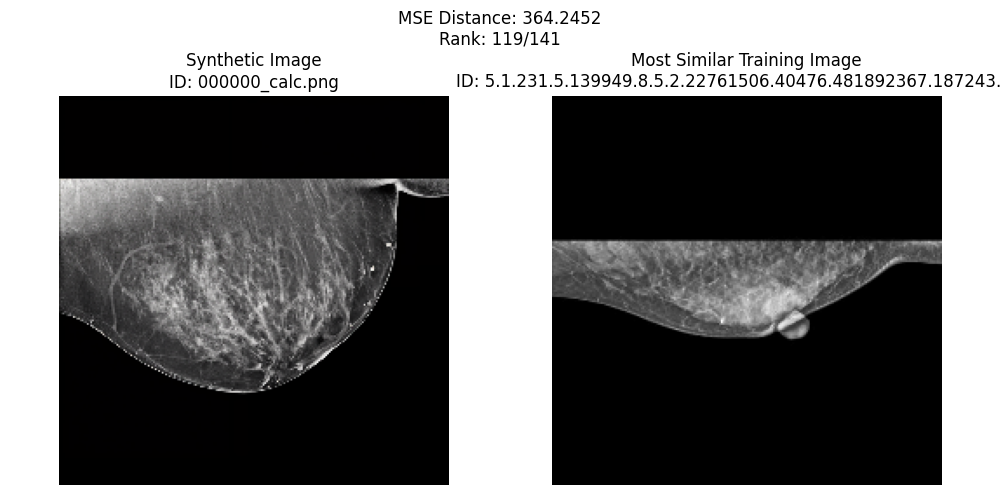 MSE Distance: 364.2452
Rank: 119/141
Synthetic Image
ID: 000000_calc.png
Most Similar Training Image
ID: 5.1.231.5.139949.8.5.2.22761506.40476.481892367.187243.